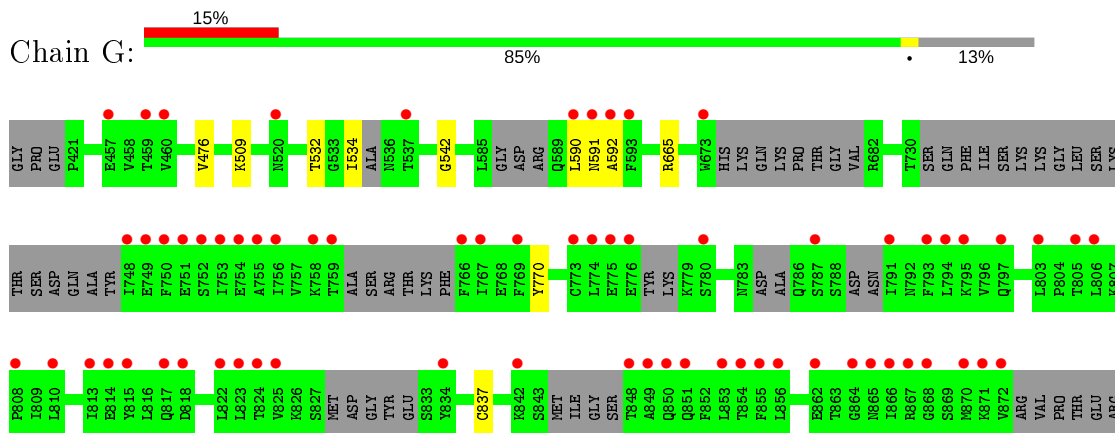 15%
Chain G:
85% • 13%
GLY PRO GLU P421 E457 V458 T459 V460 V476 K509 N520 T532 G533 I534 ALA N536 T537 G542 L585 GLY ASP ARG Q589 L590 N591 A592 F593 R665 W673 HIS LYS GLN LYS PRO THR GLY VAL R682 T730 SER GLN PHE ILE SER LYS LYS GLY LEU SER LYS
THR SER ASP GLN ALA TYR I748 E749 F750 E751 S752 I753 E754 A755 I756 V757 K758 T759 ALA SER ARG THR LYS PHE F766 I767 E768 F769 Y770 C773 L774 E775 E776 TYR LYS K779 S780 N783 ASP ALA Q786 S787 S788 ASP ASN I791 N792 F793 L794 K795 V796 Q797 L803 P804 T805 L806 K807
P808 I809 L810 I813 E814 Y815 L816 Q817 D818 L822 L823 T824 V825 K826 S827 MET ASP GLY TYR GLU S833 Y834 C837 R842 S843 MET ILE GLY SER T848 A849 Q850 Q851 F852 L853 T854 F855 L856 E862 T863 G864 N865 I866 R867 G868 S869 M870 K871 V872 ARG VAL PRO THR GLU ARG